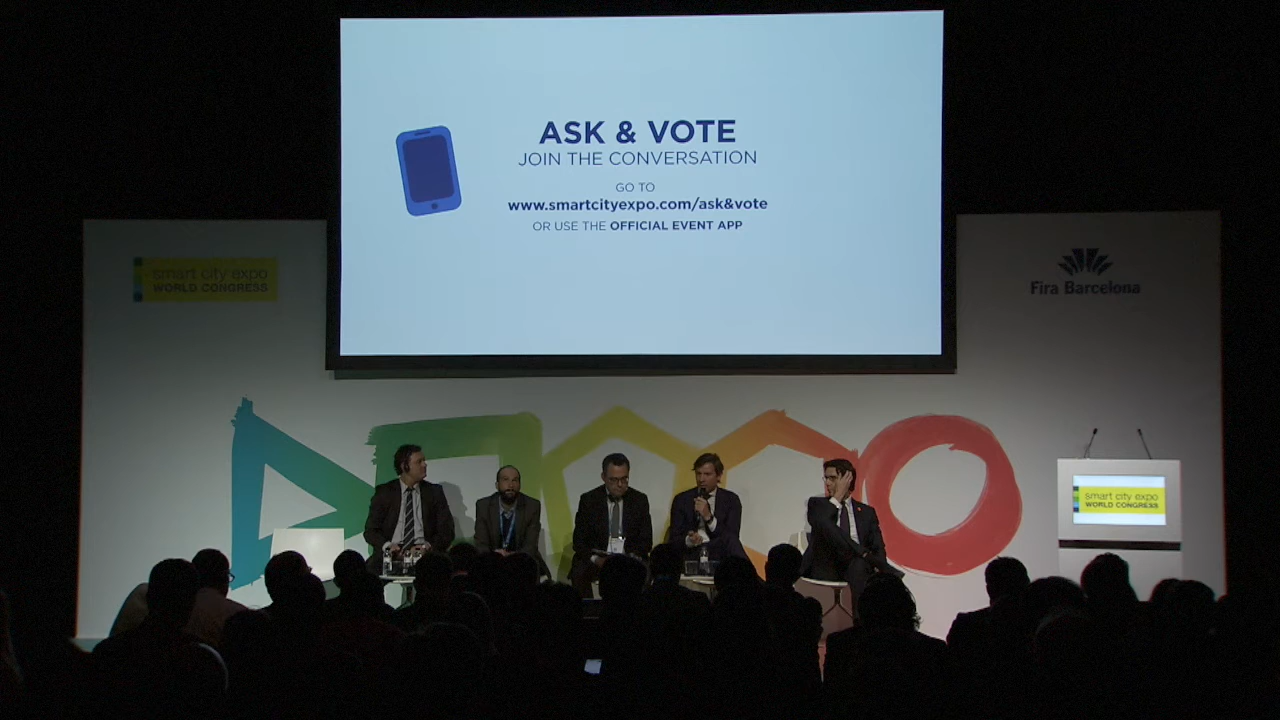 ASK & VOTE
JOIN THE CONVERSATION
GO TO
www.smartcityexpo.com/ask&vote
OR USE THE OFFICIAL EVENT APP
smart city expo
WORLD CONGRESS
Fira Barcelona
smart city expo
WORLD CONGRESS